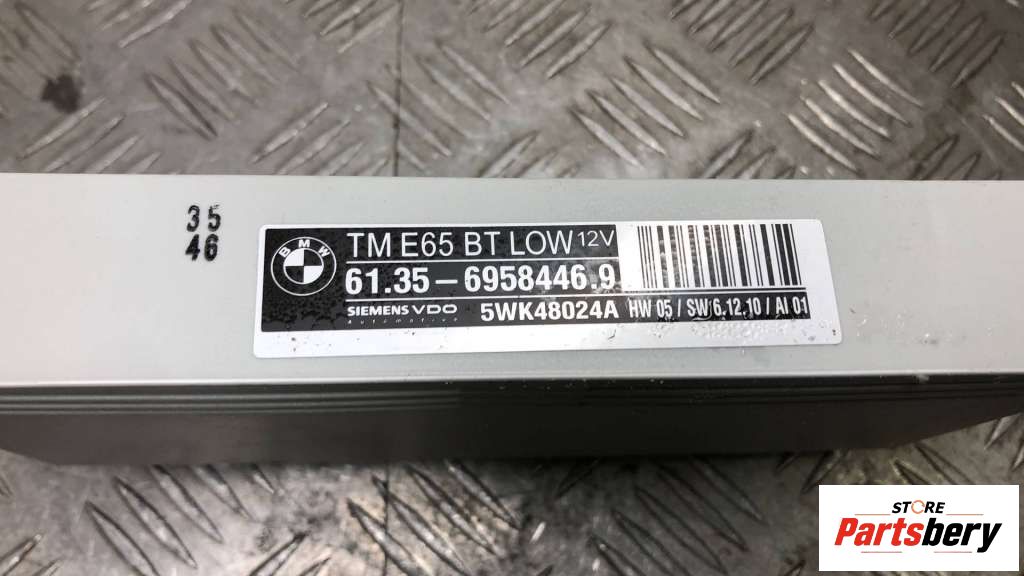 35
46
BMW
TM E65 BT LOW 12V
61.35 – 6958446.9
SIEMENS VDO
Automotive
5WK48024A HW 05 / SW 6.12.10 / AI 01
STORE
Partsbery